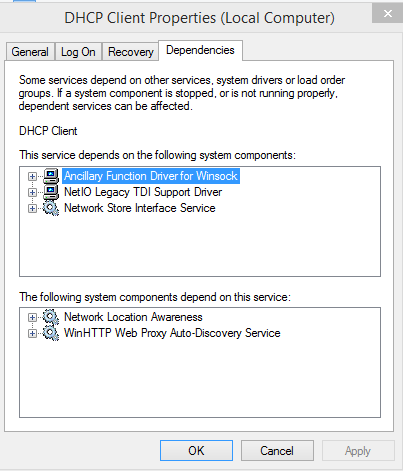 DHCP Client Properties (Local Computer)
General Log On Recovery Dependencies
Some services depend on other services, system drivers or load order
groups. If a system component is stopped, or is not running properly,
dependent services can be affected.
DHCP Client
This service depends on the following system components:
Ancillary Function Driver for Winsock
NetIO Legacy TDI Support Driver
Network Store Interface Service
The following system components depend on this service:
Network Location Awareness
WinHTTP Web Proxy Auto-Discovery Service
OK Cancel Apply